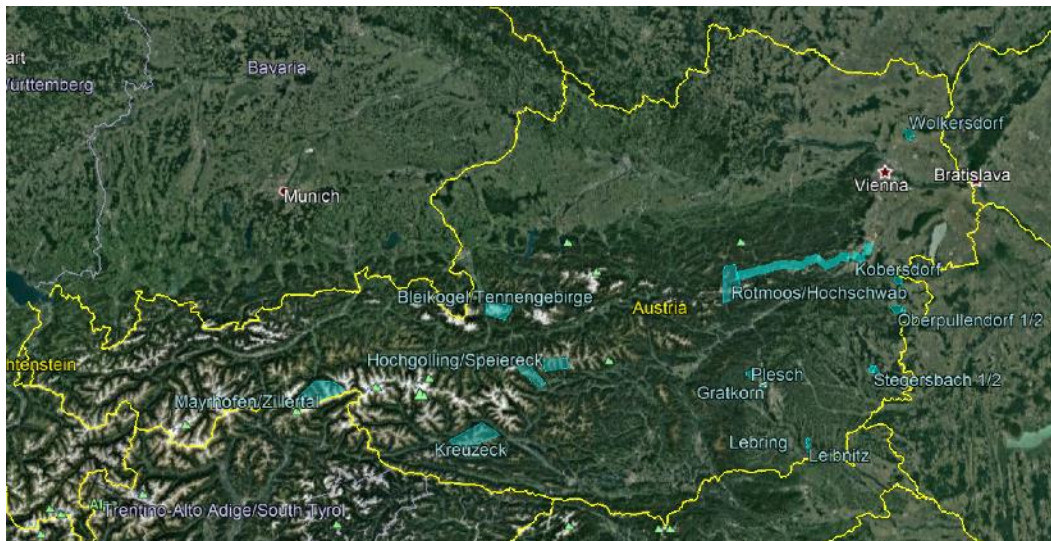 art
Bavaria
Württemberg
Wolkersdorf
Munich
Vienna
Bratislava
Kobersdorf
Bleikogel/Tennengebirge
Rotmoos/Hochschwab
Austria
Oberpullendorf 1/2
htenstein
Hochgolling/Speiereck
Plesch
Stegersbach 1/2
Mayrhofen/Zillertal
Gratkorn
Kreuzeck
Lebring
Leibnitz
Trentino-Alto Adige/South Tyrol